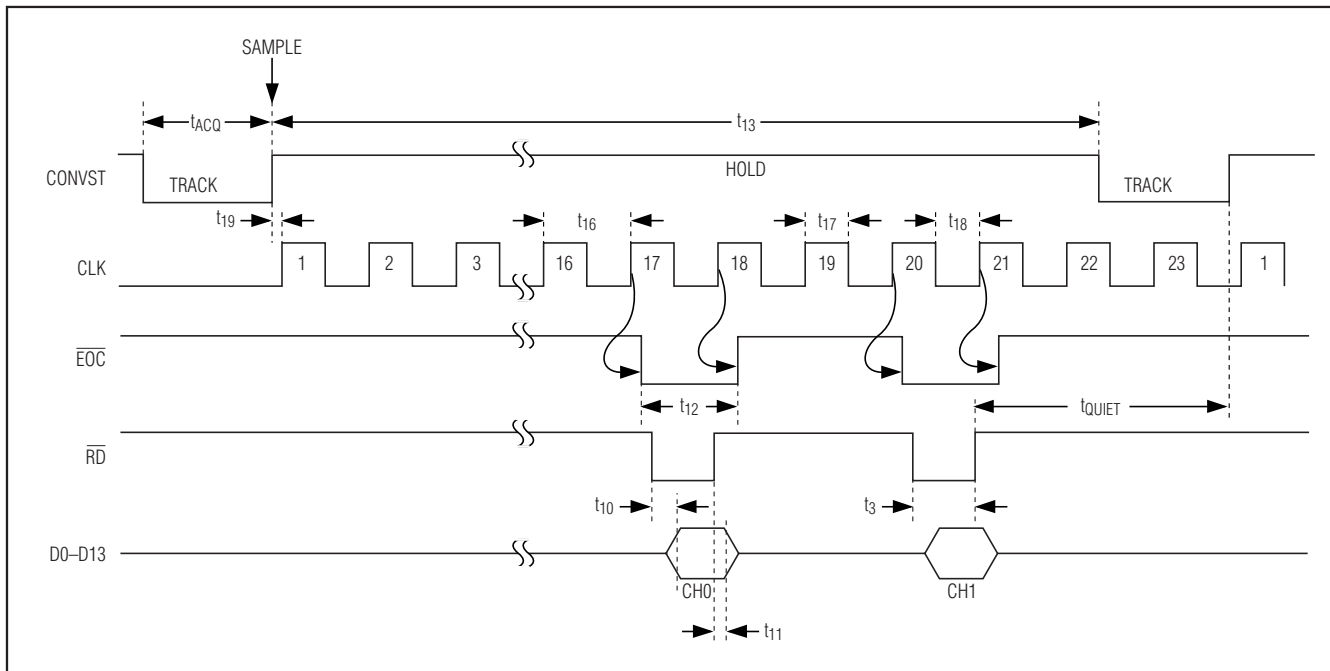 SAMPLE
tACQ
t13
CONVST
TRACK
HOLD
TRACK
t19
t16
t17
t18
CLK
1 2 3 16 17 18 19 20 21 22 23 1
EOC
t12
tQUIET
RD
t10
t3
D0–D13
CH0
CH1
t11